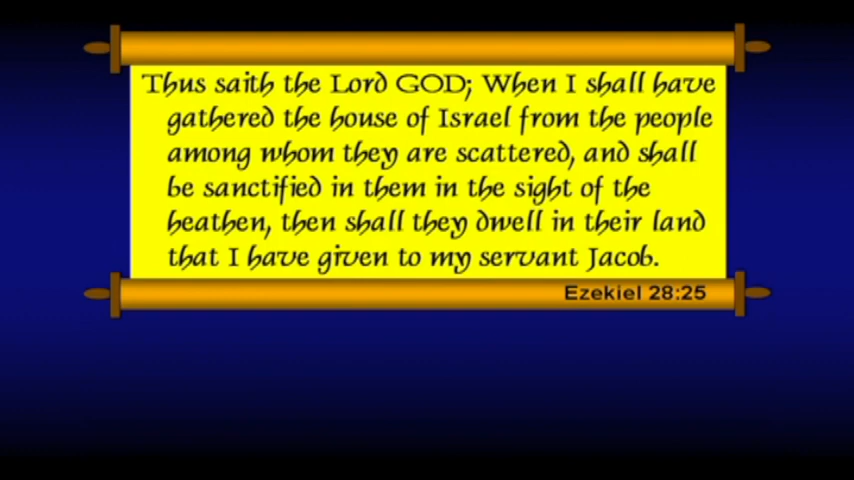 Thus saith the Lord GOD; When I shall have
gathered the house of Israel from the people
among whom they are scattered, and shall
be sanctified in them in the sight of the
heathen, then shall they dwell in their land
that I have given to my servant Jacob.
Ezekiel 28:25